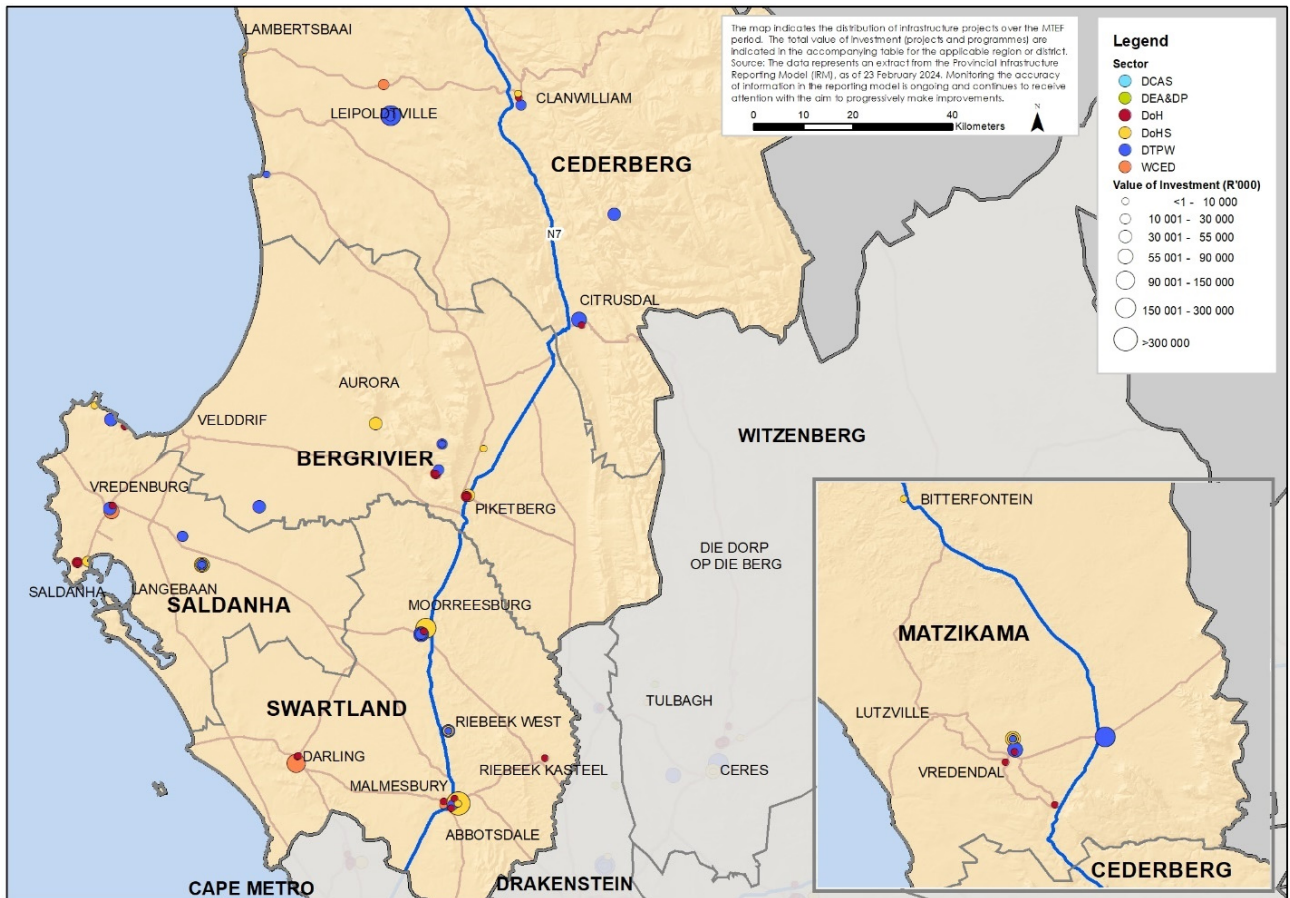 LAMBERTSBAAI
The map indicates the distribution of infrastructure projects over the MTEF
period. The total value of investment (projects and programmes) are
indicated in the accompanying table for the applicable region or district.
Source: The data represents an extract from the Provincial Infrastructure
Reporting Model (IRM), as of 23 February 2024. Monitoring the accuracy
of information in the reporting model is ongoing and continues to receive
attention with the aim to progressively make improvements.
0 10 20 40
Kilometers
N
Legend
Sector
DCAS
DEA&DP
DoH
DoHS
DTPW
WCED
Value of Investment (R'000)
<1 - 10 000
10 001 - 30 000
30 001 - 55 000
55 001 - 90 000
90 001 - 150 000
150 001 - 300 000
>300 000
CLANWILLIAM
LEIPOLDTVILLE
CEDERBERG
N7
CITRUSDAL
AURORA
VELDDRIF
BERGRIVIER
WITZENBERG
VREDENBURG
PIKETBERG
DIE DORP
OP DIE BERG
SALDANHA
LANGEBAAN
SALDANHA
MOORREESBURG
SWARTLAND
RIEBEEK WEST
TULBAGH
DARLING
RIEBEEK KASTEEL
CERES
MALMESBURY
ABBOTSDALE
CAPE METRO
DRAKENSTEIN
BITTERFONTEIN
MATZIKAMA
LUTZVILLE
VREDENDAL
CEDERBERG